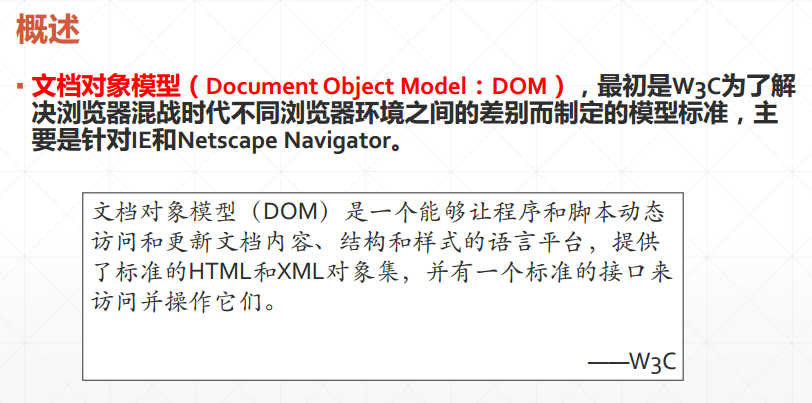 概述
▪ 文档对象模型（Document Object Model：DOM），最初是W3C为了解
决浏览器混战时代不同浏览器环境之间的差别而制定的模型标准，主
要是针对IE和Netscape Navigator。
文档对象模型（DOM）是一个能够让程序和脚本动态
访问和更新文档内容、结构和样式的语言平台，提供
了标准的HTML和XML对象集，并有一个标准的接口来
访问并操作它们。
——W3C